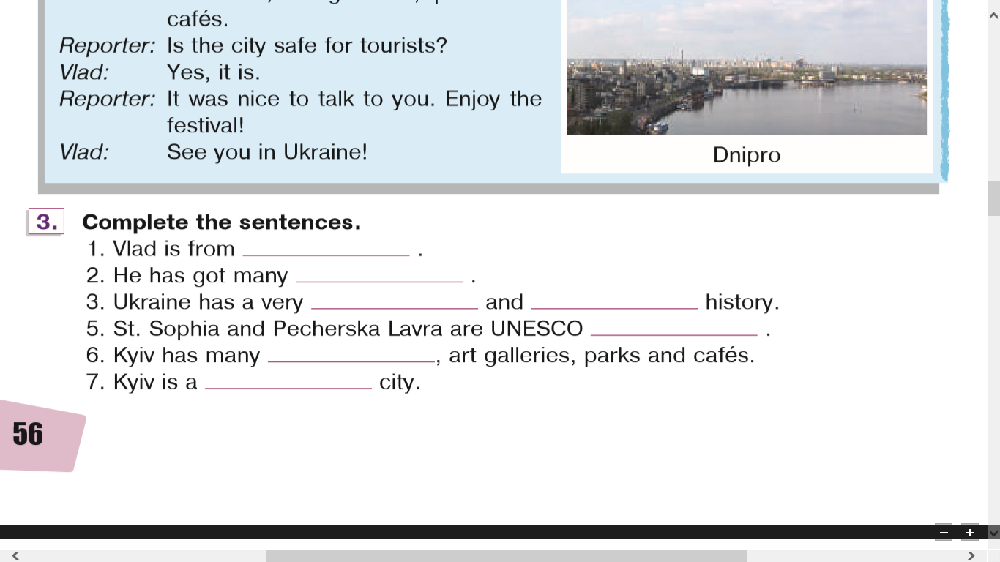 cafés.
Reporter: Is the city safe for tourists?
Vlad: Yes, it is.
Reporter: It was nice to talk to you. Enjoy the
festival!
Vlad: See you in Ukraine!
Dnipro
3. Complete the sentences.
1. Vlad is from ______________ .
2. He has got many ______________ .
3. Ukraine has a very ______________ and ______________ history.
5. St. Sophia and Pecherska Lavra are UNESCO ______________ .
6. Kyiv has many ______________, art galleries, parks and cafés.
7. Kyiv is a ______________ city.
56